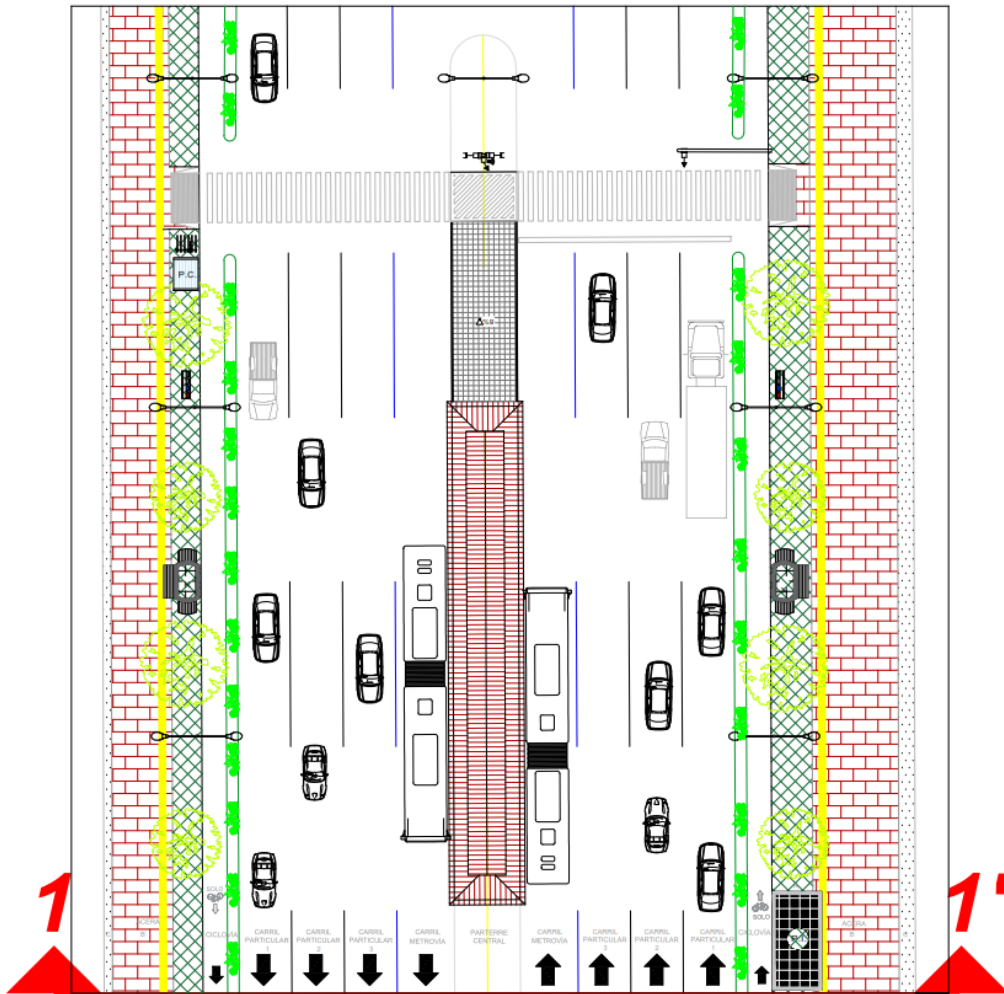 P.C.
1
1'
SOLO
SOLO
ACERA
B
CICLOVÍA
CARRIL
PARTICULAR
1
CARRIL
PARTICULAR
2
CARRIL
PARTICULAR
3
CARRIL
METROVÍA
PARTERRE
CENTRAL
CARRIL
METROVÍA
CARRIL
PARTICULAR
3
CARRIL
PARTICULAR
2
CARRIL
PARTICULAR
1
CICLOVÍA
ACERA
B